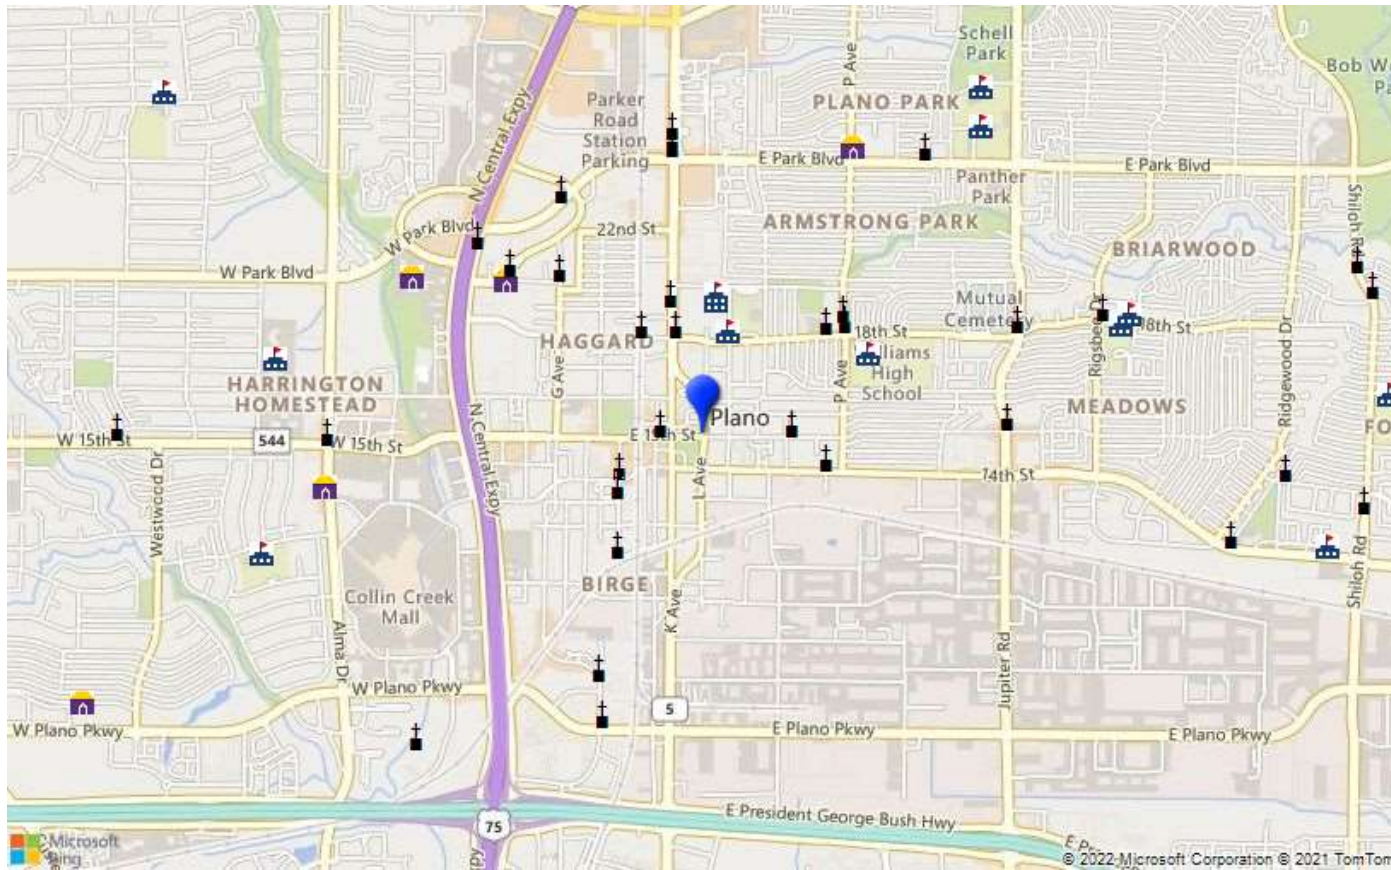 Schell
Park
P Ave
Bob
PLANO PARK
Parker
Road
Station
Parking
N Central Expy
E Park Blvd
E Park Blvd
Panther
Park
Shiloh Rd
ARMSTRONG PARK
22nd St
W Park Blvd
BRIARWOOD
W Park Blvd
Mutual
Cemetery
18th St
18th St
HAGGARD
Rigsbee Dr
Ridgewood Dr
G Ave
P Ave
High
School
HARRINGTON
HOMESTEAD
MEADOWS
Plano
W 15th St
544
W 15th St
E 15th St
N Central Expy
L Ave
14th St
Westwood Dr
BIRGE
Collin Creek
Mall
K Ave
Shiloh Rd
Alma Dr
Jupiter Rd
W Plano Pkwy
5
W Plano Pkwy
E Plano Pkwy
E Plano Pkwy
E President George Bush Hwy
75
Microsoft
Bing
© 2022 Microsoft Corporation © 2021 TomTom